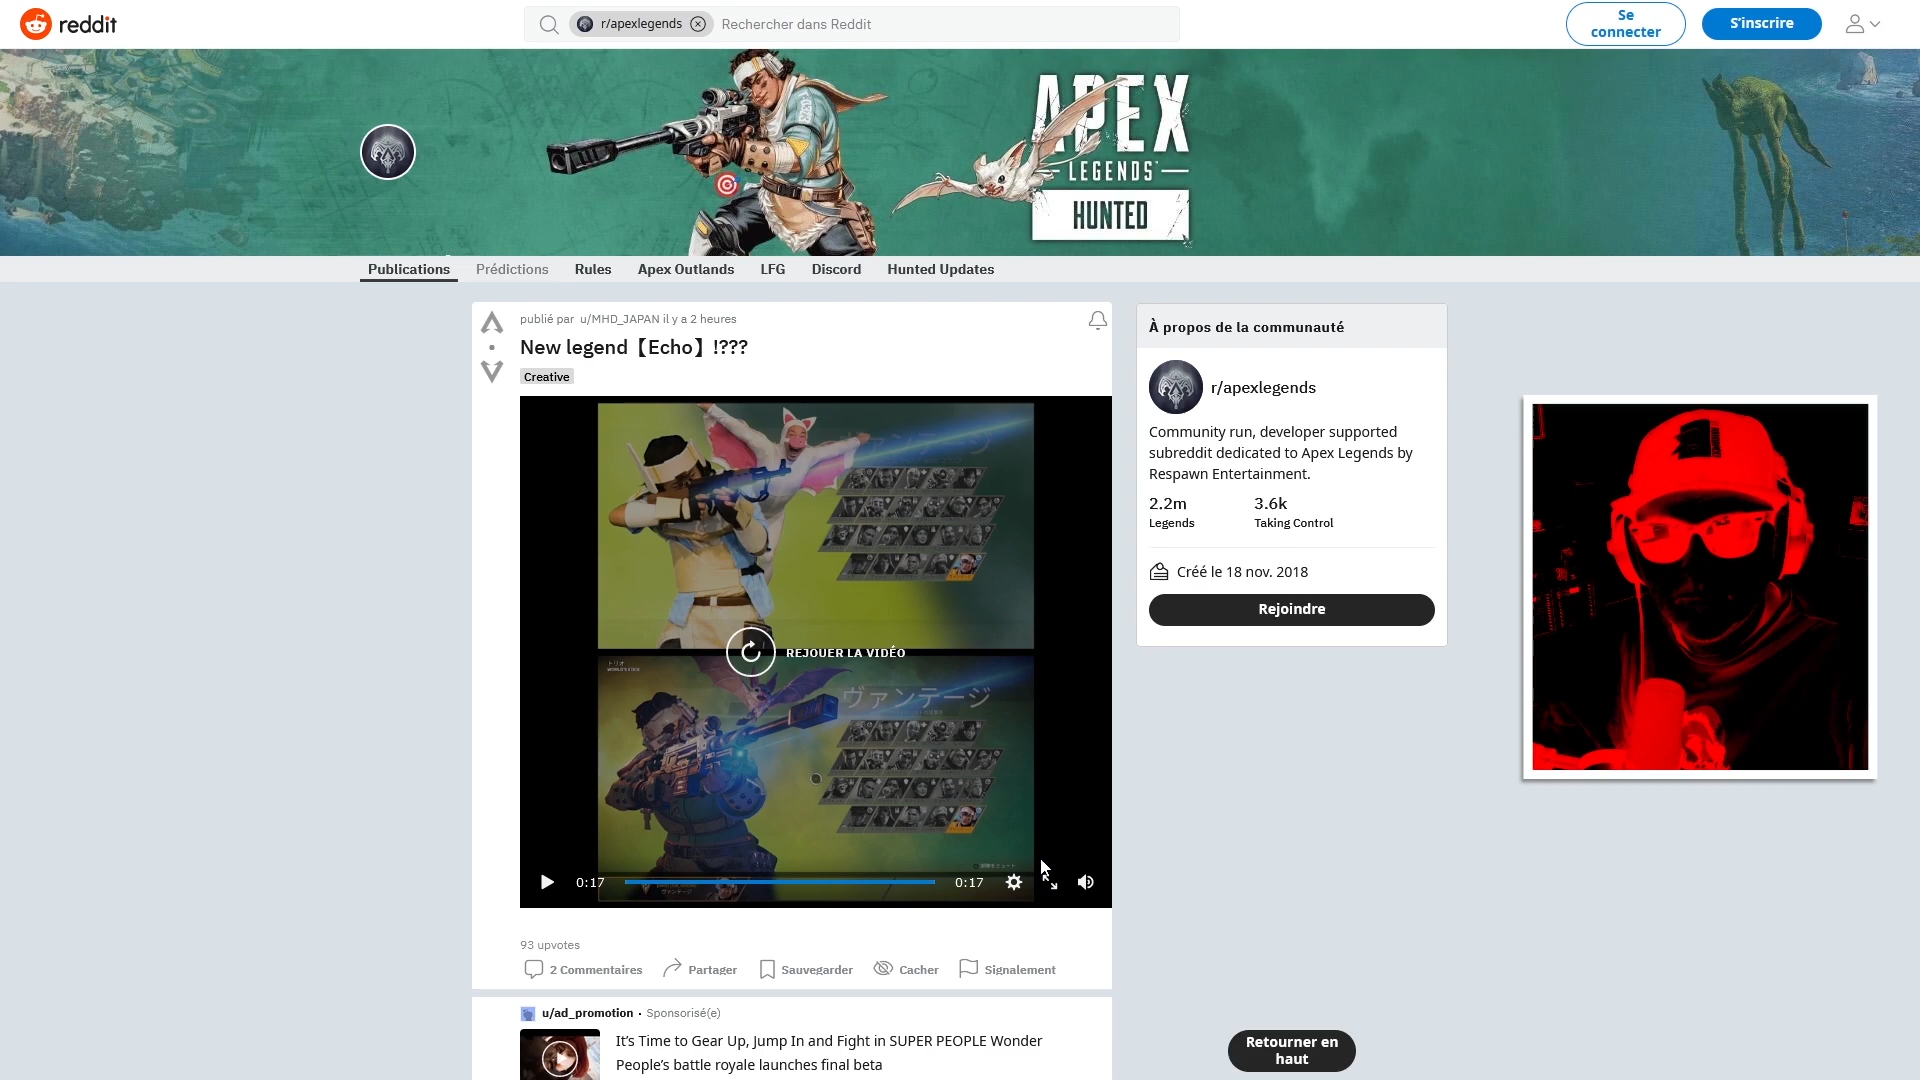 reddit
r/apexlegends
Rechercher dans Reddit
Se connecter
S'inscrire
APEX
LEGENDS
HUNTED
Publications
Prédictions
Rules
Apex Outlands
LFG
Discord
Hunted Updates
publié par u/MHD_JAPAN il y a 2 heures
New legend【Echo】!???
Creative
トリオ
ヴァンテージ
REJOUER LA VIDÉO
0:17
0:17
93 upvotes
2 Commentaires
Partager
Sauvegarder
Cacher
Signalement
u/ad_promotion • Sponsorisé(e)
It's Time to Gear Up, Jump In and Fight in SUPER PEOPLE Wonder
People's battle royale launches final beta
À propos de la communauté
r/apexlegends
Community run, developer supported
subreddit dedicated to Apex Legends by
Respawn Entertainment.
2.2m
Legends
3.6k
Taking Control
Créé le 18 nov. 2018
Rejoindre
Retourner en
haut